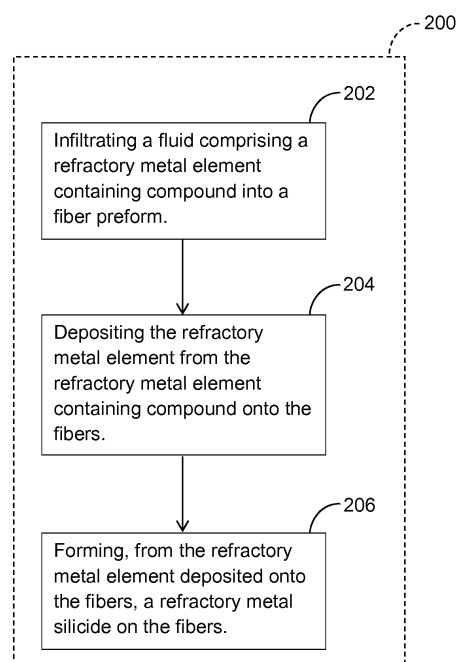 200
202
Infiltrating a fluid comprising a
refractory metal element
containing compound into a
fiber preform.
204
Depositing the refractory
metal element from the
refractory metal element
containing compound onto the
fibers.
206
Forming, from the refractory
metal element deposited onto
the fibers, a refractory metal
silicide on the fibers.